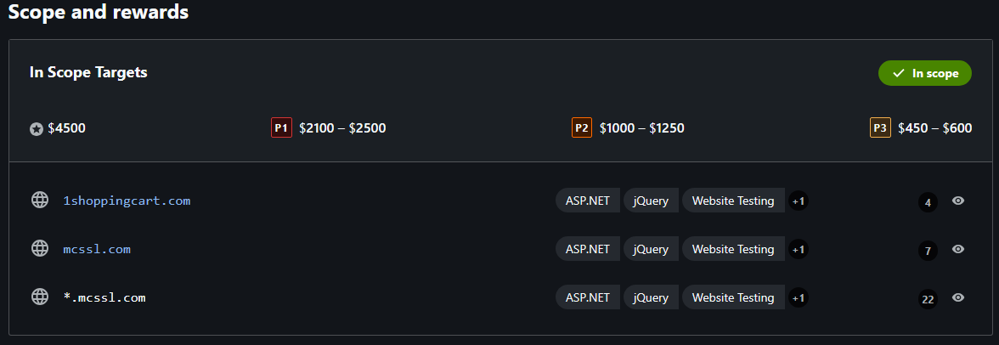 Scope and rewards
In Scope Targets
In scope
$4500 P1 $2100 – $2500 P2 $1000 – $1250 P3 $450 – $600
1shoppingcart.com ASP.NET jQuery Website Testing +1 4
mcssl.com ASP.NET jQuery Website Testing +1 7
*.mcssl.com ASP.NET jQuery Website Testing +1 22